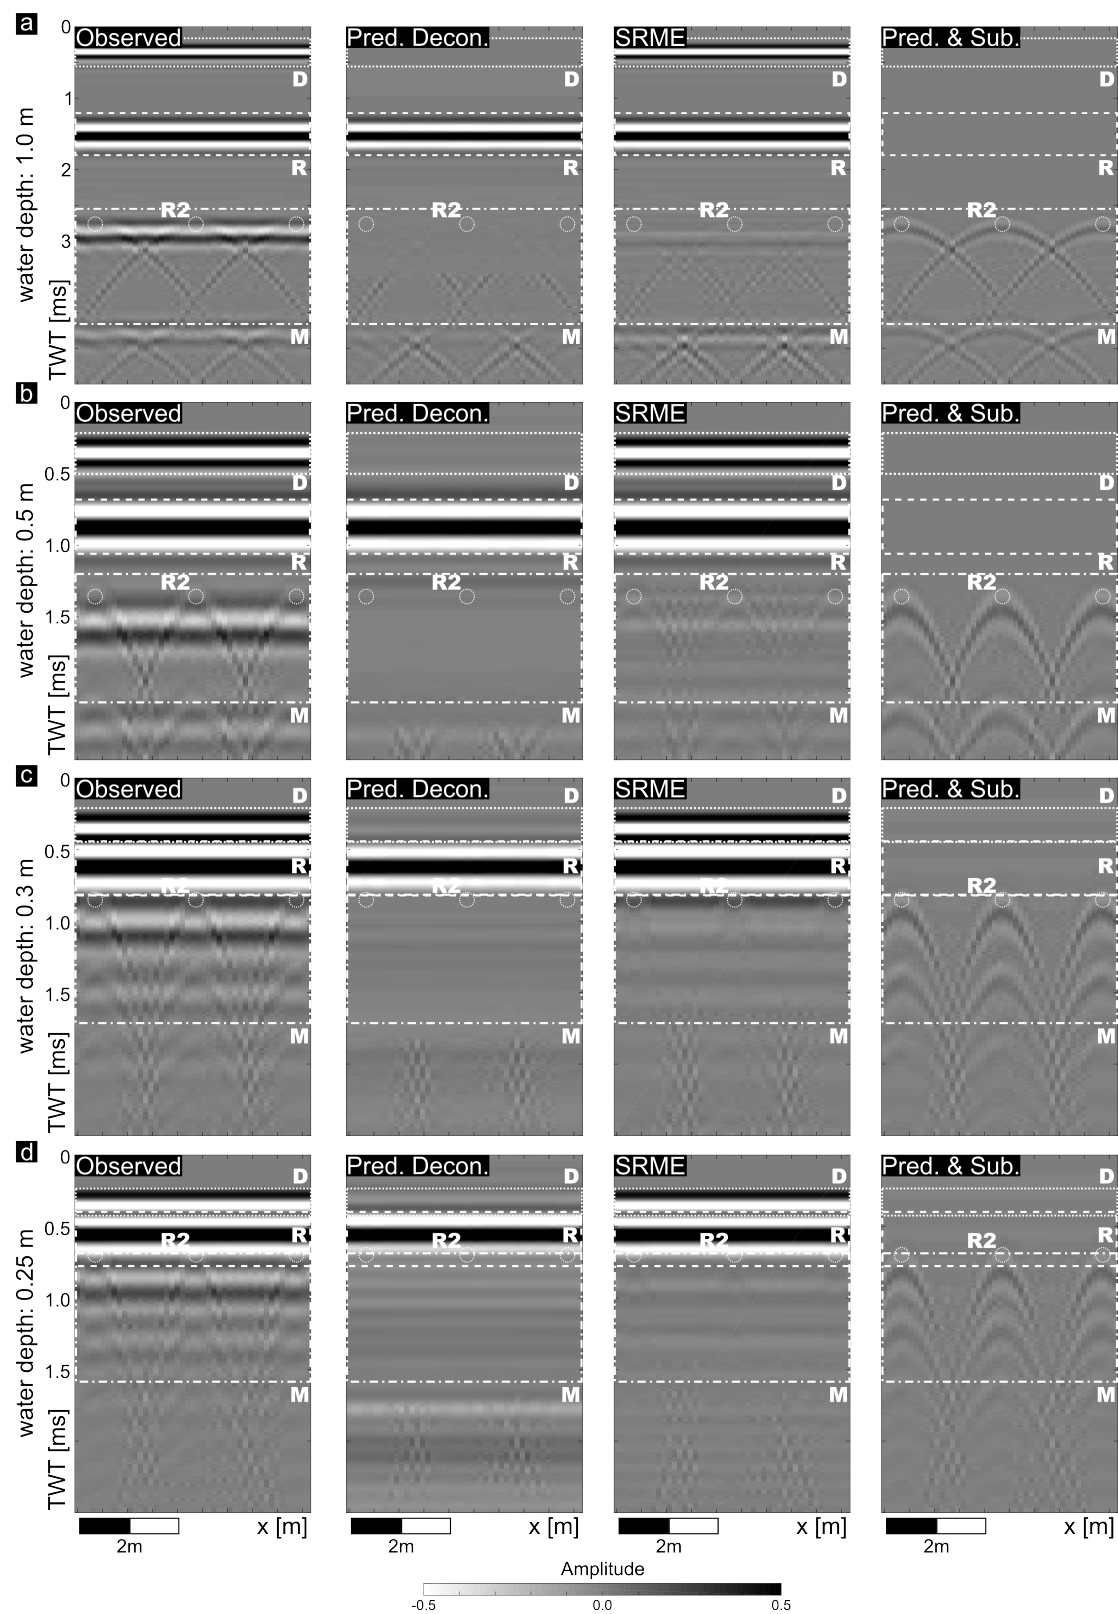 a
Observed Pred. Decon. SRME Pred. & Sub.
0
D D D D
1
R R R R
2
R2 R2 R2 R2
3
M M M M
water depth: 1.0 m
TWT [ms]
b
Observed Pred. Decon. SRME Pred. & Sub.
0
0.5
D D D D
1.0
R R R R
R2 R2 R2 R2
1.5
M M M M
water depth: 0.5 m
TWT [ms]
c
Observed Pred. Decon. SRME Pred. & Sub.
0
D D D D
0.5
R R R R
R2 R2 R2 R2
1.0
1.5
M M M M
water depth: 0.3 m
TWT [ms]
d
Observed Pred. Decon. SRME Pred. & Sub.
0
D D D D
0.5
R R R R
R2 R2 R2 R2
1.0
1.5
M M M M
water depth: 0.25 m
TWT [ms]
x [m] x [m] x [m] x [m]
2m 2m 2m 2m
Amplitude
-0.5 0.0 0.5